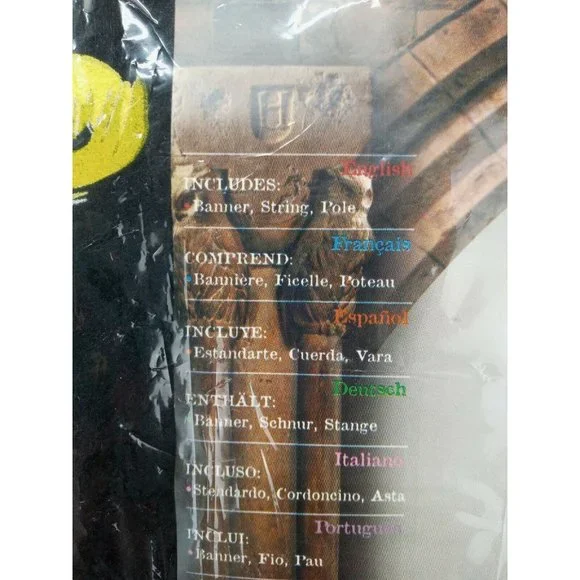 English
INCLUDES:
•Banner, String, Pole
Français
COMPREND:
•Bannière, Ficelle, Poteau
Español
INCLUYE:
•Estandarte, Cuerda, Vara
Deutsch
ENTHÄLT:
•Banner, Schnur, Stange
Italiano
INCLUSO:
•Stendardo, Cordoncino, Asta
Português
INCLUI:
•Banner, Fio, Pau